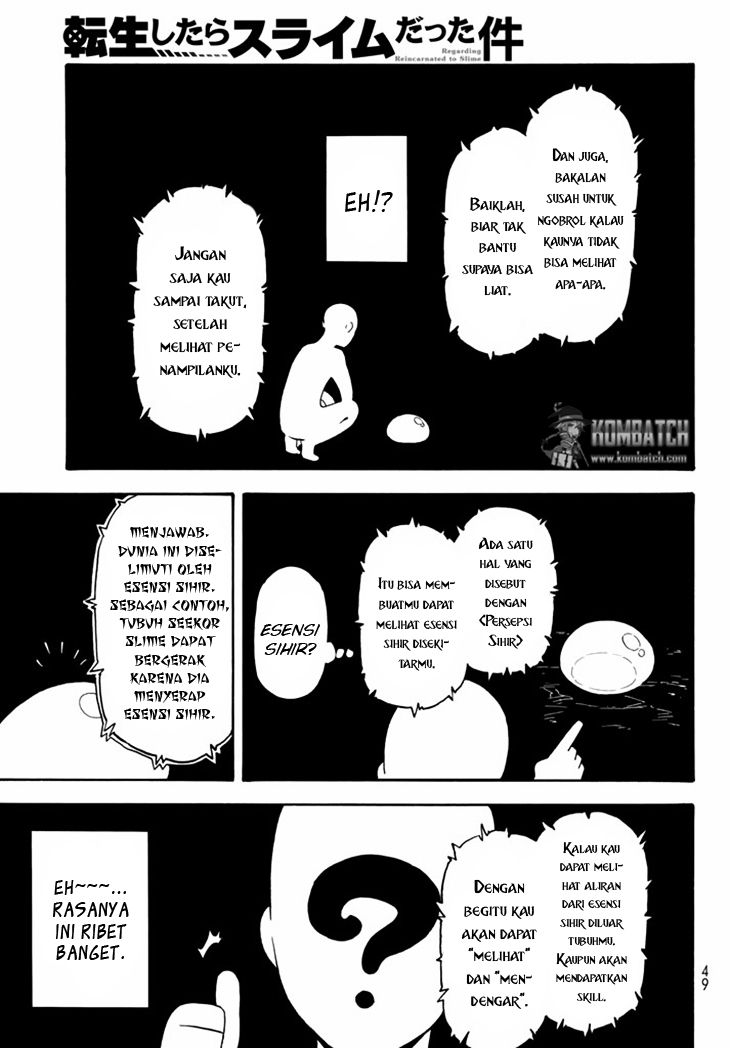 転生したらスライムだった件
Regarding
Reincarnated to Slime
DAN JUGA,
BAKALAN
SUSAH UNTUK
NGOBROL KALAU
KAUNYA TIDAK
BISA MELIHAT
APA-APA.
BAIKLAH,
BIAR TAK
BANTU
SUPAYA BISA
LIAT.
EH!?
JANGAN
SAJA KAU
SAMPAI TAKUT,
SETELAH
MELIHAT PE-
NAMPILANKU.
KOMBATCH
www.kombatch.com
ADA SATU
HAL YANG
DISEBUT
DENGAN
<PERSEPSI
SIHIR>
ITU BISA MEM-
BUATMU DAPAT
MELIHAT ESENSI
SIHIR DISEKI-
TARMU.
ESENSI
SIHIR?
MENJAWAB.
DUNIA INI DISE-
LIMUTI OLEH
ESENSI SIHIR.
SEBAGAI CONTOH,
TUBUH SEEKOR
SLIME DAPAT
BERGERAK
KARENA DIA
MENYERAP
ESENSI SIHIR.
KALAU KAU
DAPAT MELI-
HAT ALIRAN
DARI ESENSI
SIHIR DILUAR
TUBUHMU.
KAUPUN AKAN
MENDAPATKAN
SKILL.
DENGAN
BEGITU KAU
AKAN DAPAT
"MELIHAT"
DAN "MEN-
DENGAR".
?
EH~~~...
RASANYA
INI RIBET
BANGET.
49